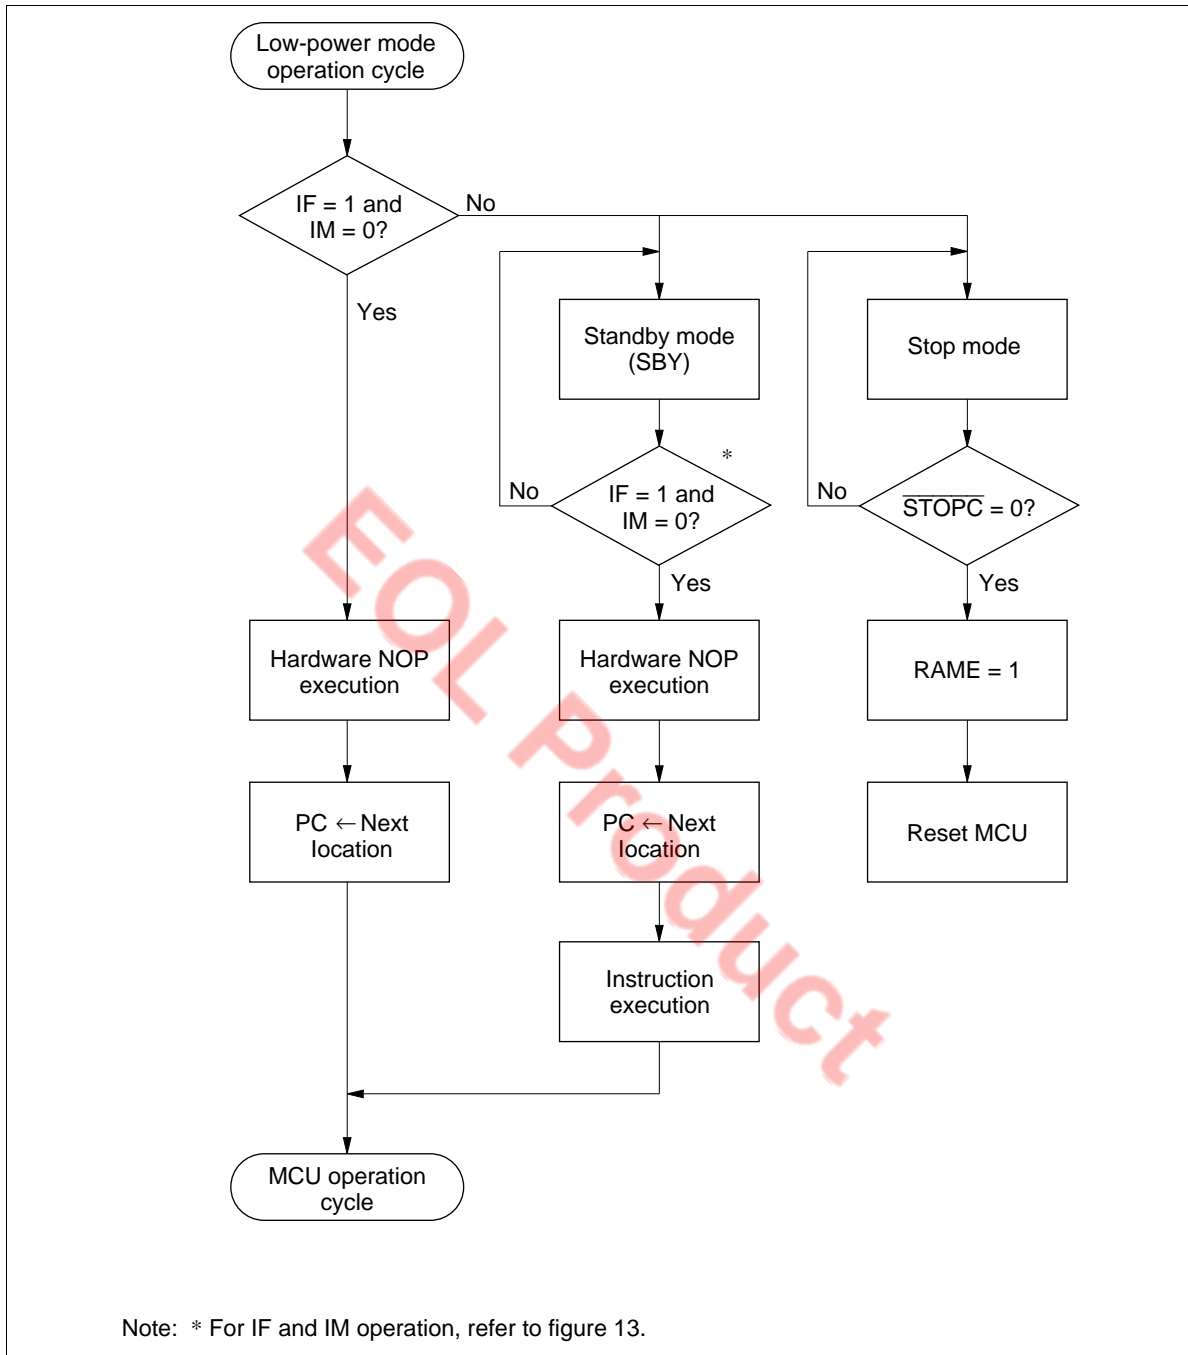 Low-power mode
operation cycle
IF = 1 and
IM = 0?
No
Yes
Standby mode
(SBY)
Stop mode
*
No
IF = 1 and
IM = 0?
No
S̅T̅O̅P̅C̅ = 0?
Yes
Yes
Hardware NOP
execution
Hardware NOP
execution
RAME = 1
PC ← Next
location
PC ← Next
location
Reset MCU
Instruction
execution
MCU operation
cycle
EOL Product
Note: * For IF and IM operation, refer to figure 13.